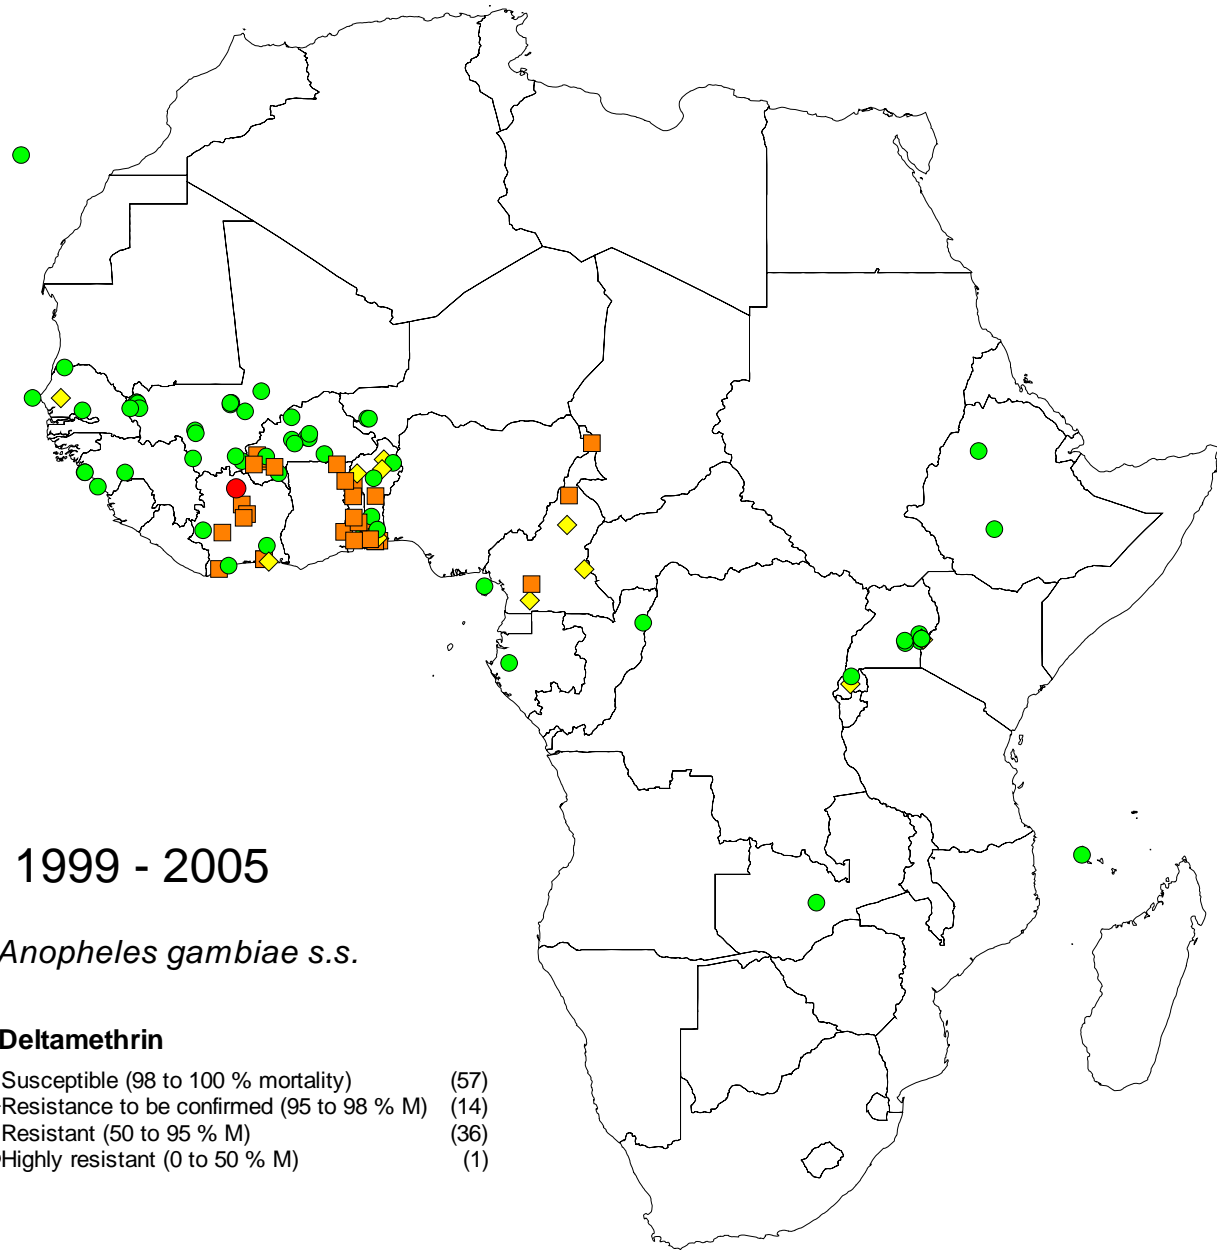 1999 - 2005
Anopheles gambiae s.s.
Deltamethrin
Susceptible (98 to 100 % mortality) (57)
Resistance to be confirmed (95 to 98 % M) (14)
Resistant (50 to 95 % M) (36)
Highly resistant (0 to 50 % M) (1)